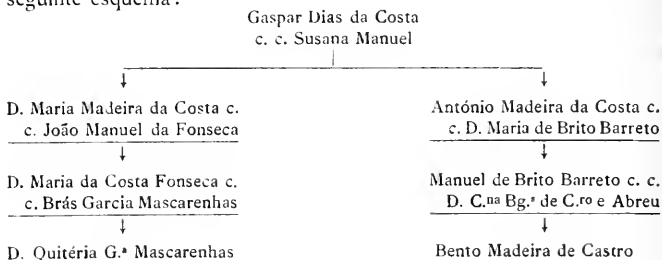 seguinte esquema:
Gaspar Dias da Costa
c. c. Susana Manuel
D. Maria Madeira da Costa c.
c. João Manuel da Fonseca
António Madeira da Costa c.
c. D. Maria de Brito Barreto
D. Maria da Costa Fonseca c.
c. Brás Garcia Mascarenhas
Manuel de Brito Barreto c. c.
D. C.na Bg.ª de C.ro e Abreu
D. Quitéria G.ª Mascarenhas
Bento Madeira de Castro